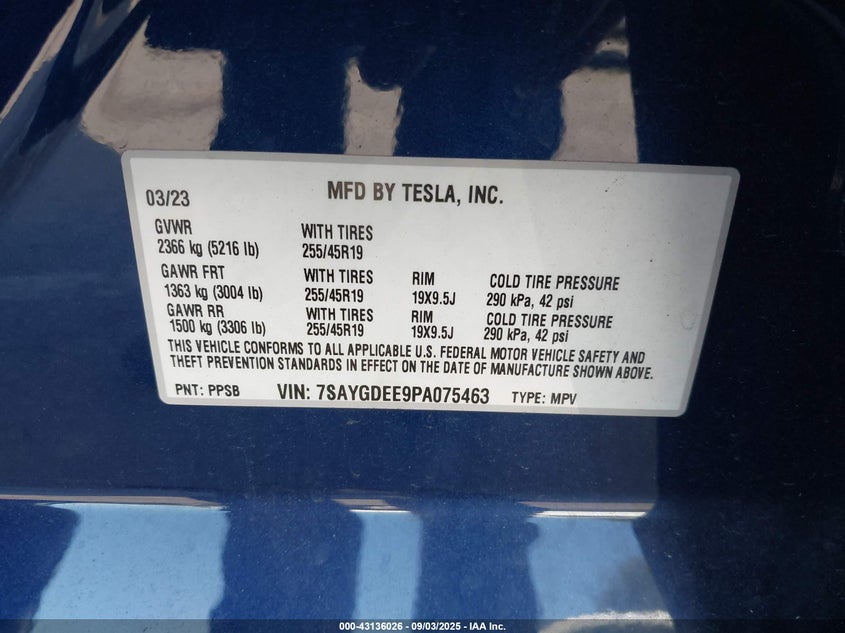 03/23 MFD BY TESLA, INC.
GVWR WITH TIRES
2366 kg (5216 lb) 255/45R19
GAWR FRT WITH TIRES RIM COLD TIRE PRESSURE
1363 kg (3004 lb) 255/45R19 19X9.5J 290 kPa, 42 psi
GAWR RR WITH TIRES RIM COLD TIRE PRESSURE
1500 kg (3306 lb) 255/45R19 19X9.5J 290 kPa, 42 psi
THIS VEHICLE CONFORMS TO ALL APPLICABLE U.S. FEDERAL MOTOR VEHICLE SAFETY AND
THEFT PREVENTION STANDARDS IN EFFECT ON THE DATE OF MANUFACTURE SHOWN ABOVE.
PNT: PPSB VIN: 7SAYGDEE9PA075463 TYPE: MPV
000-43136026 - 09/03/2025 - IAA Inc.